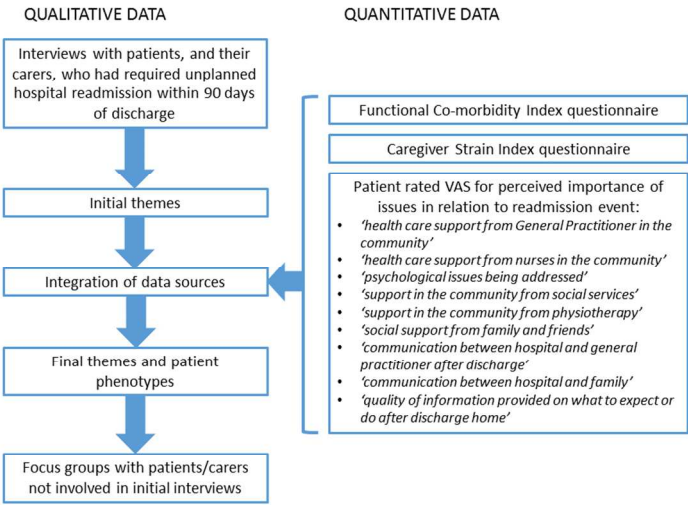 QUALITATIVE DATA
Interviews with patients, and their
carers, who had required unplanned
hospital readmission within 90 days
of discharge
Initial themes
Integration of data sources
Final themes and patient
phenotypes
Focus groups with patients/carers
not involved in initial interviews
QUANTITATIVE DATA
Functional Co-morbidity Index questionnaire
Caregiver Strain Index questionnaire
Patient rated VAS for perceived importance of
issues in relation to readmission event:
• ‘health care support from General Practitioner in the
community’
• ‘health care support from nurses in the community’
• ‘psychological issues being addressed’
• ‘support in the community from social services’
• ‘support in the community from physiotherapy’
• ‘social support from family and friends’
• ‘communication between hospital and general
practitioner after discharge’
• ‘communication between hospital and family’
• ‘quality of information provided on what to expect or
do after discharge home’